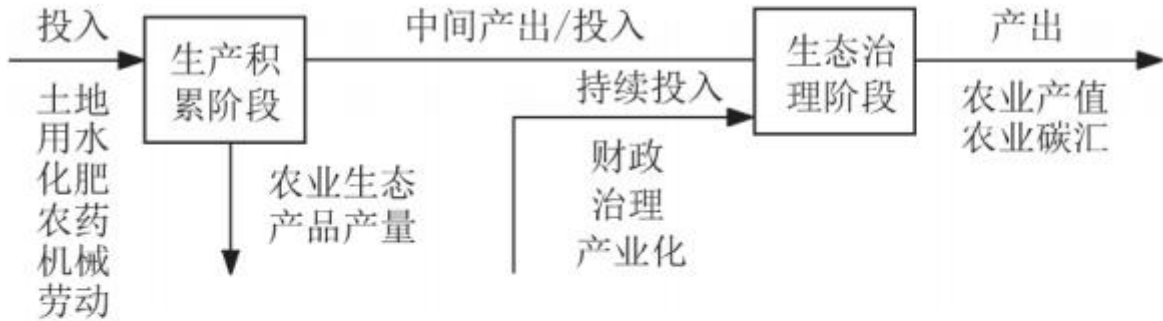 投入
生产积
累阶段
土地
用水
化肥
农药
机械
劳动
农业生态
产品产量
中间产出/投入
持续投入
财政
治理
产业化
生态治
理阶段
产出
农业产值
农业碳汇